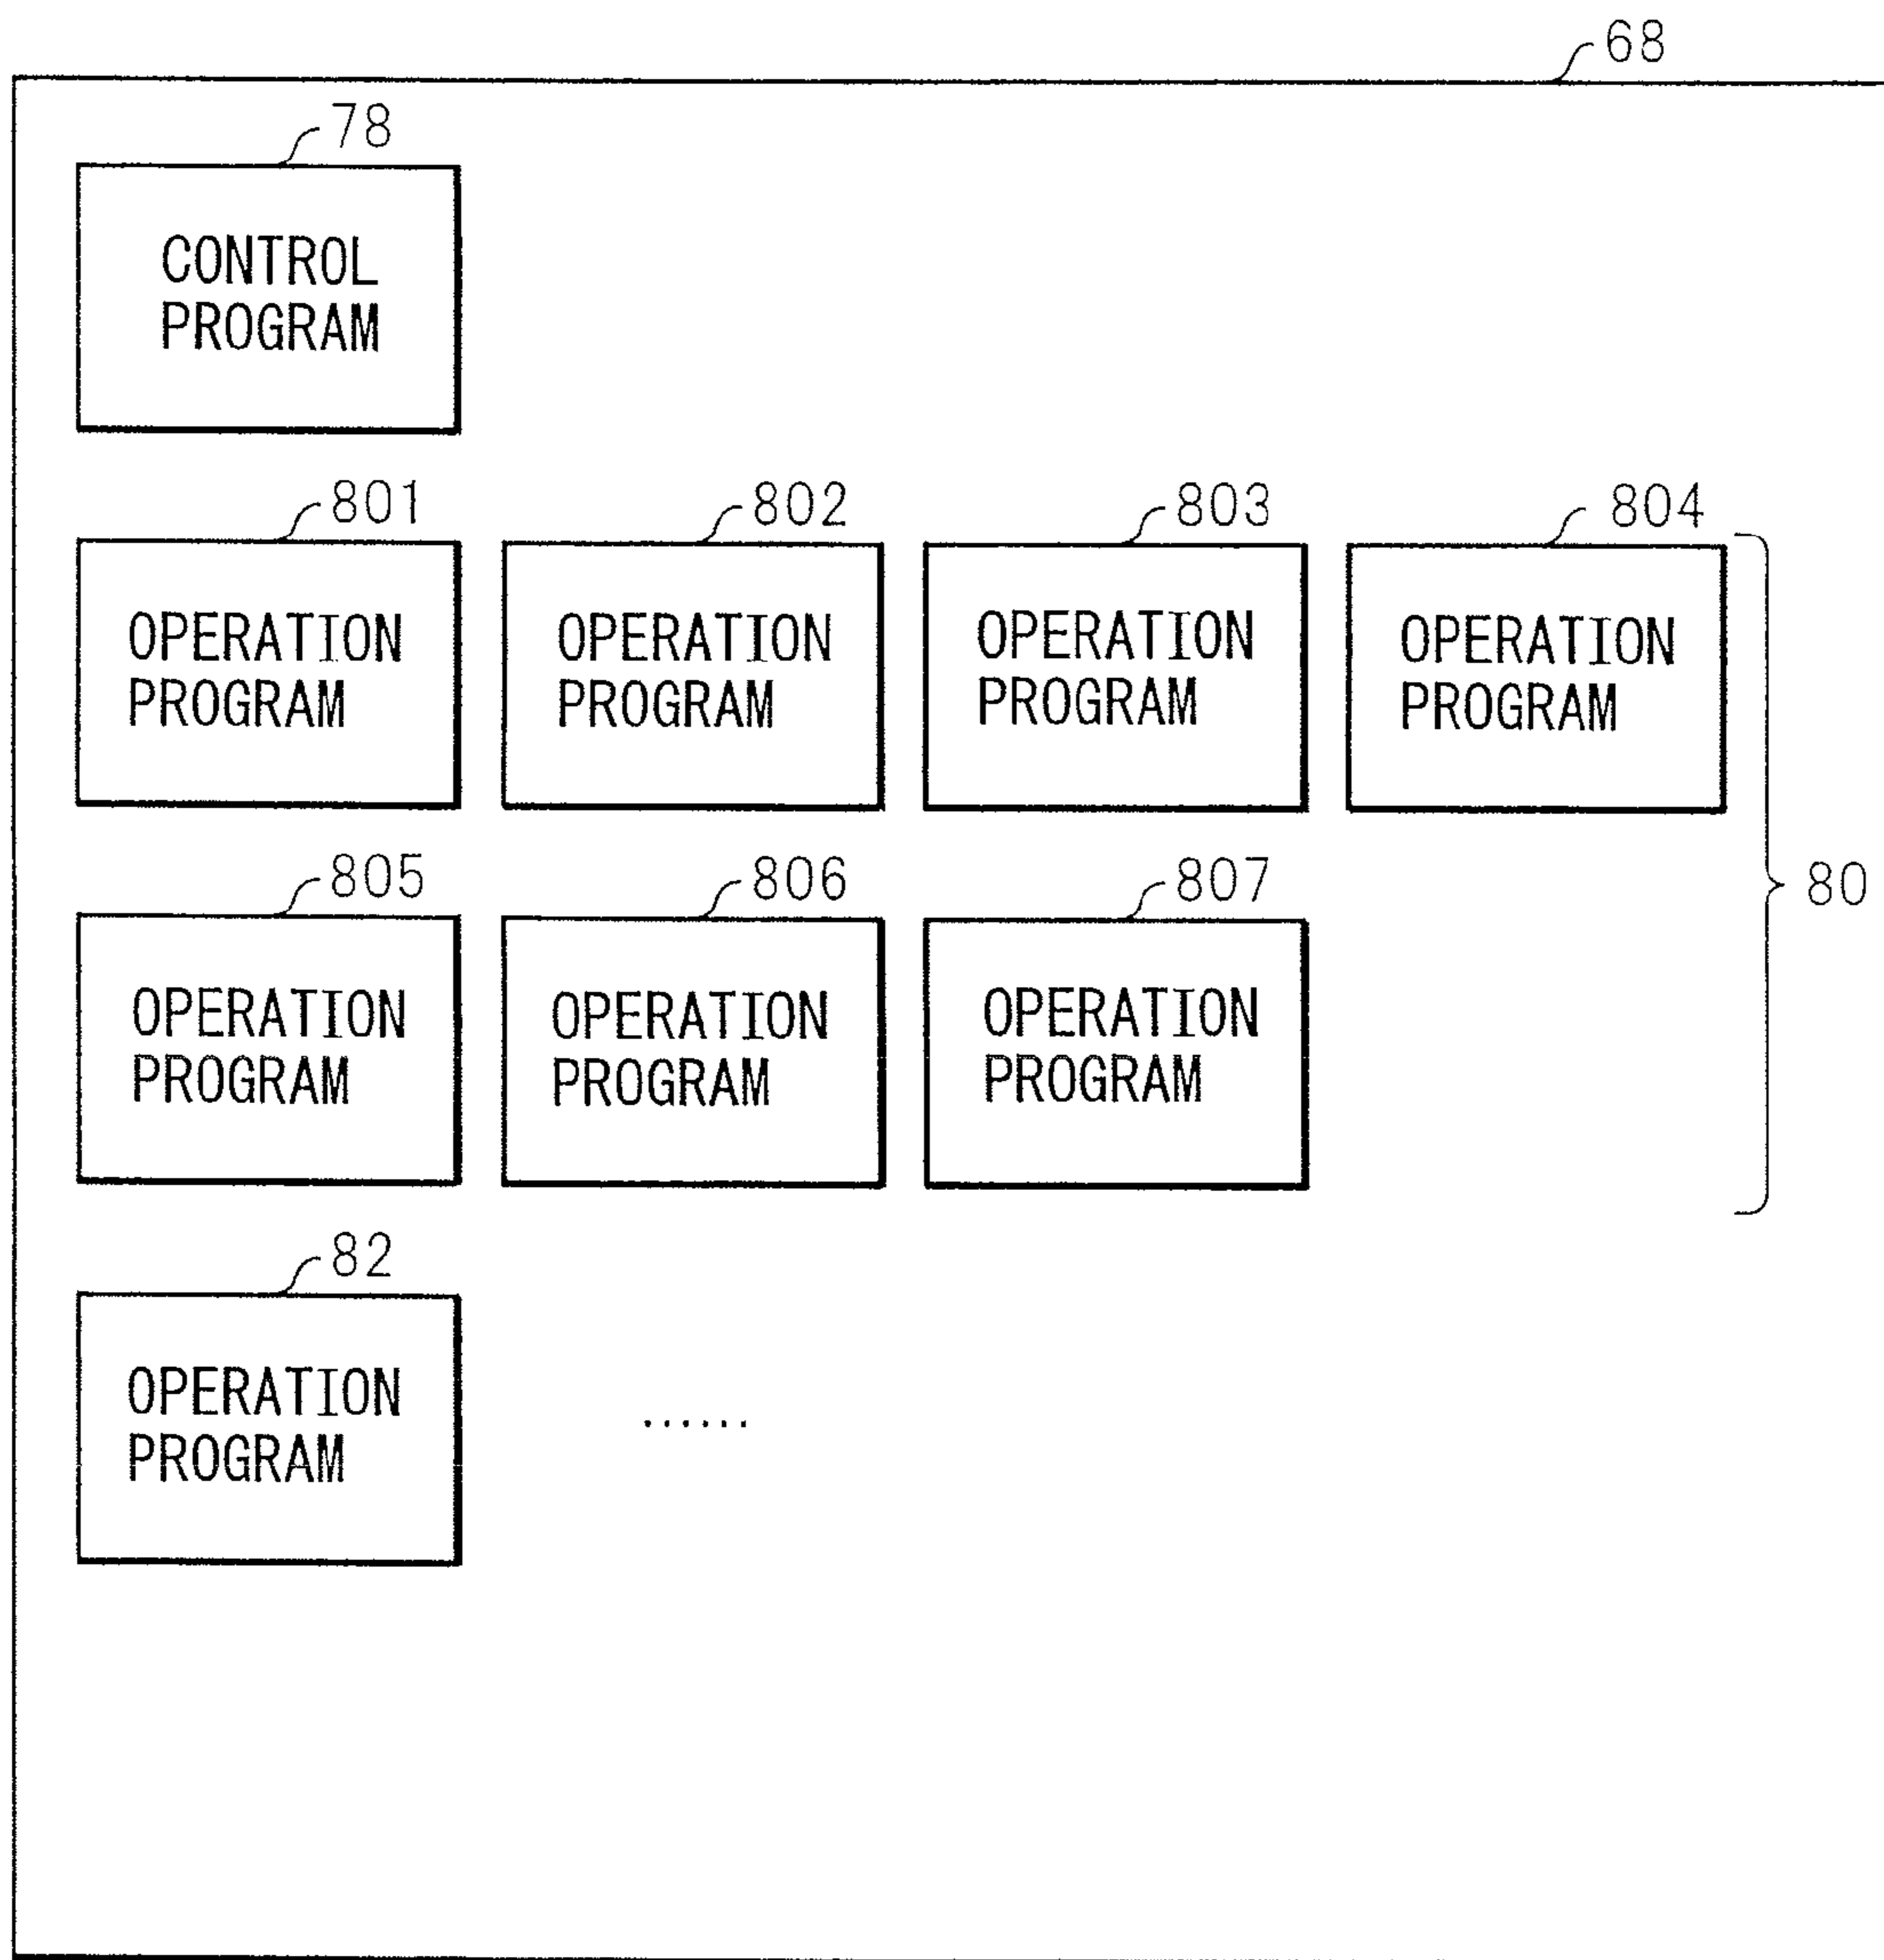 68
78
CONTROL
PROGRAM
801
802
803
804
OPERATION
PROGRAM
OPERATION
PROGRAM
OPERATION
PROGRAM
OPERATION
PROGRAM
80
805
806
807
OPERATION
PROGRAM
OPERATION
PROGRAM
OPERATION
PROGRAM
82
OPERATION
PROGRAM
......